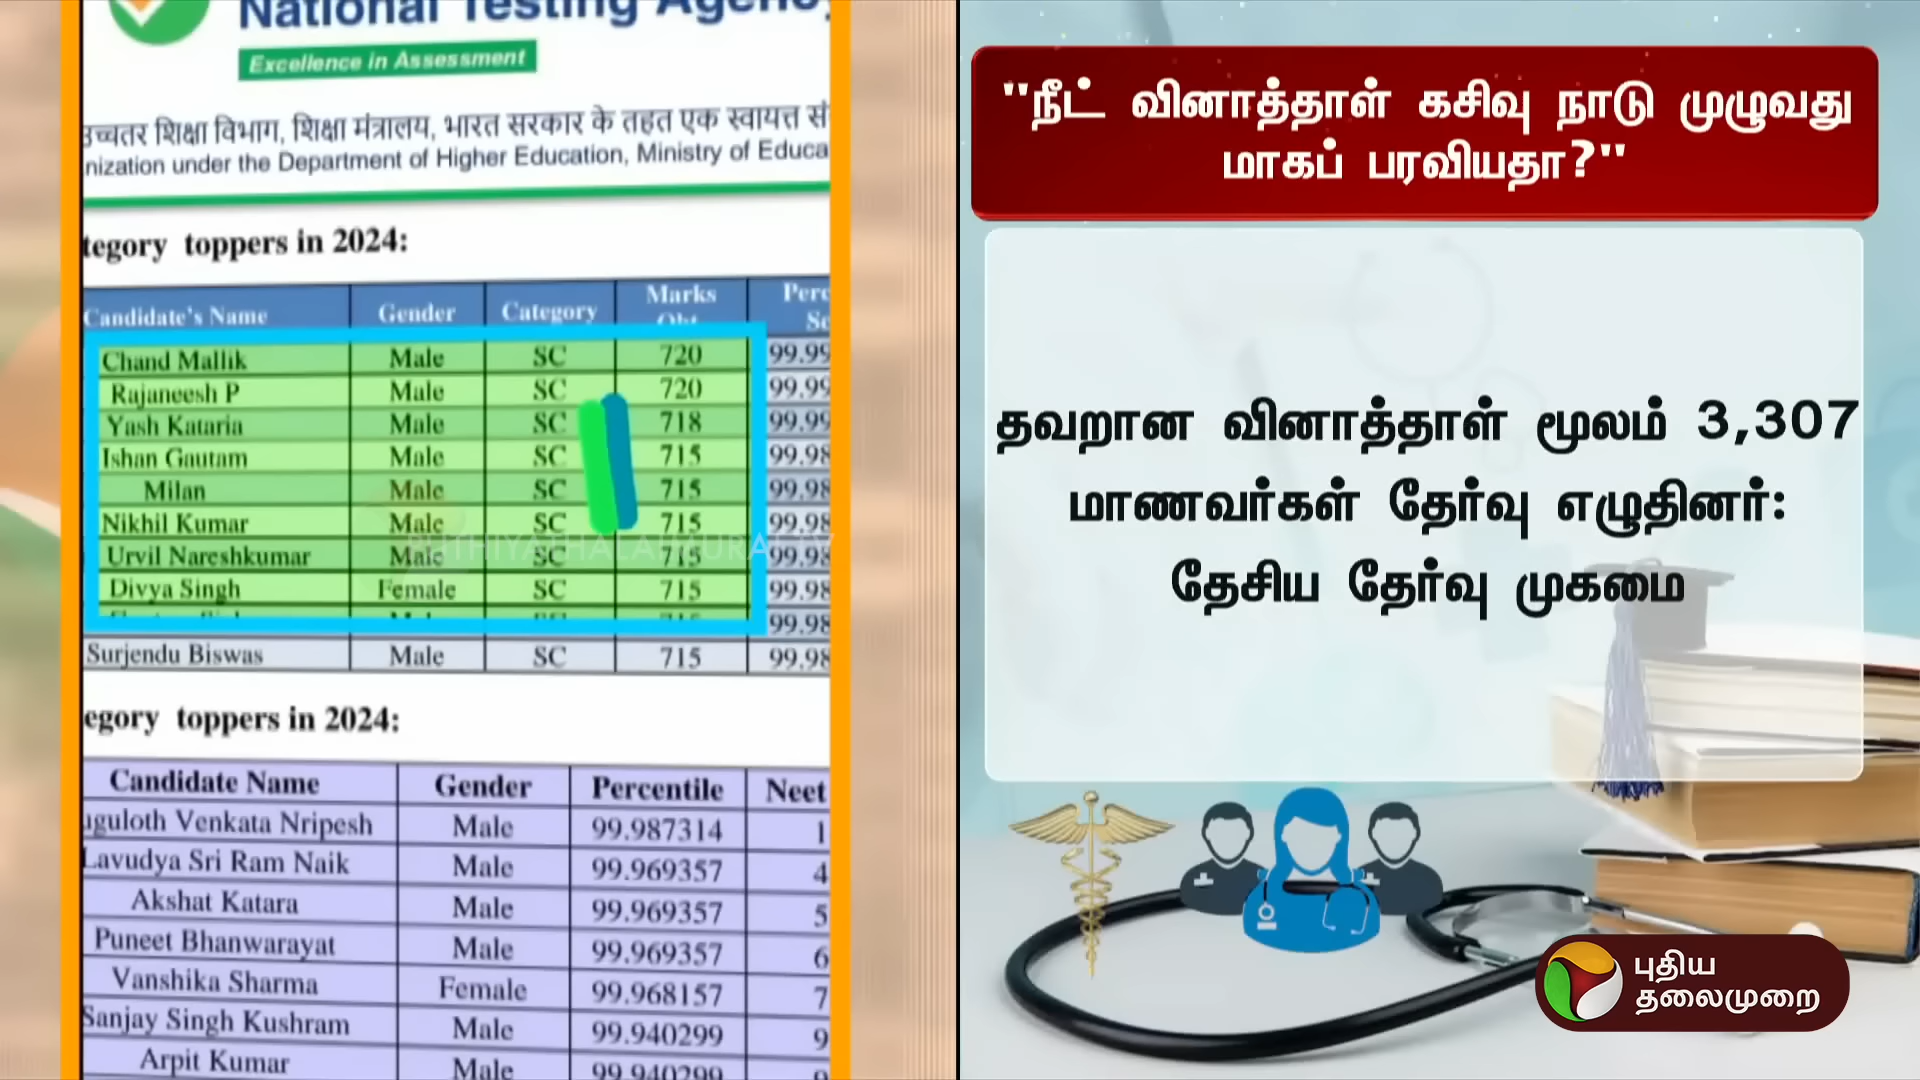 National Testing Agency
Excellence in Assessment
उच्चतर शिक्षा विभाग, शिक्षा मंत्रालय, भारत सरकार के तहत एक स्वायत्त
nization under the Department of Higher Education, Ministry of Educa
tegory toppers in 2024:
Candidate's Name Gender Category Marks Obt. Perc
Chand Mallik Male SC 720 99.99
Rajaneesh P Male SC 720 99.99
Yash Kataria Male SC 718 99.99
Ishan Gautam Male SC 715 99.98
Milan Male SC 715 99.98
Nikhil Kumar Male SC 715 99.98
Urvil Nareshkumar Male SC 715 99.98
Divya Singh Female SC 715 99.98
99.98
Surjendu Biswas Male SC 715 99.98
egory toppers in 2024:
Candidate Name Gender Percentile Neet
uguloth Venkata Nripesh Male 99.987314 1
Lavudya Sri Ram Naik Male 99.969357 4
Akshat Katara Male 99.969357 5
Puneet Bhanwarayat Male 99.969357 6
Vanshika Sharma Female 99.968157 7
Sanjay Singh Kushram Male 99.940299 9
Arpit Kumar Male 99.940299
"நீட் வினாத்தாள் கசிவு நாடு முழுவது
மாகப் பரவியதா?"
தவறான வினாத்தாள் மூலம் 3,307
மாணவர்கள் தேர்வு எழுதினர்:
தேசிய தேர்வு முகமை
புதிய
தலைமுறை